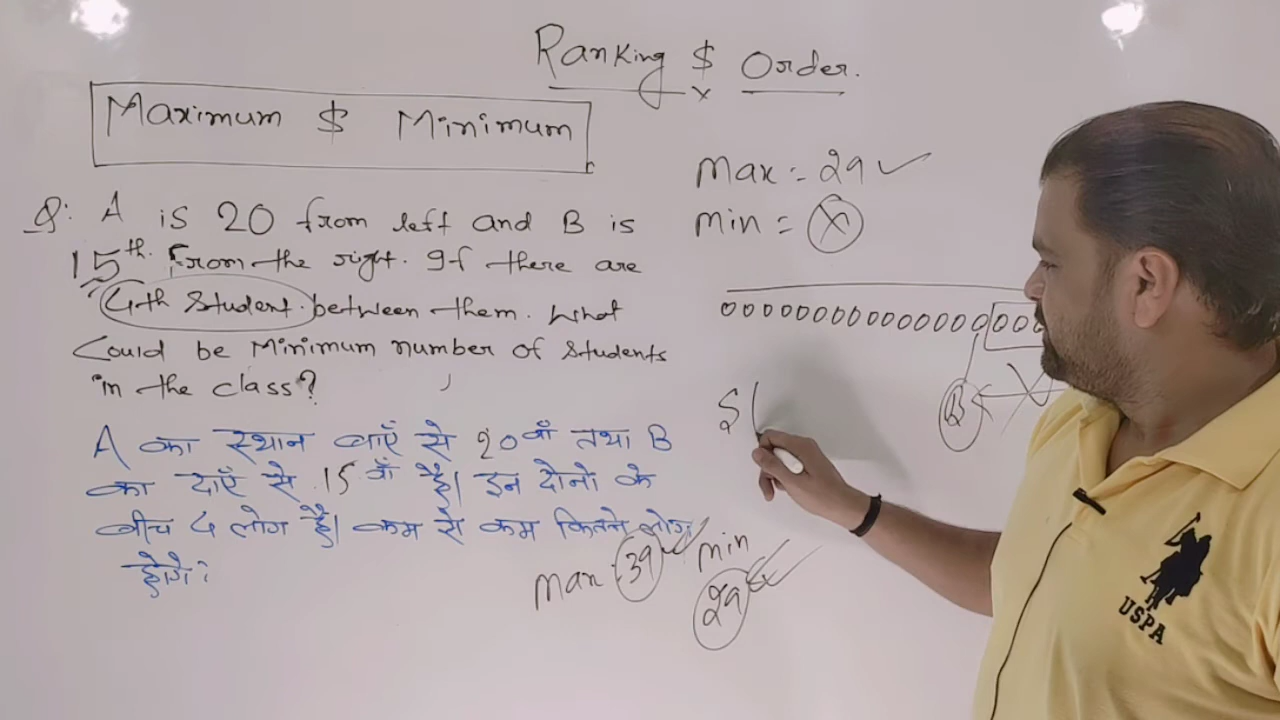 Ranking $ Order.
Maximum $ Minimum
Max :- 29 ✓
Min = X
Q: A is 20 from left and B is
15th from the right. If there are
4th Student. between them. What
Could be Minimum number of Students
in the class?
B
S
A का स्थान बाएँ से 20 वाँ तथा B
का दाएँ से 15 वाँ है। इन दोनो के
बीच 4 लोग है। कम से कम कितने लोग
होगे?
max :39
min
29
USPA